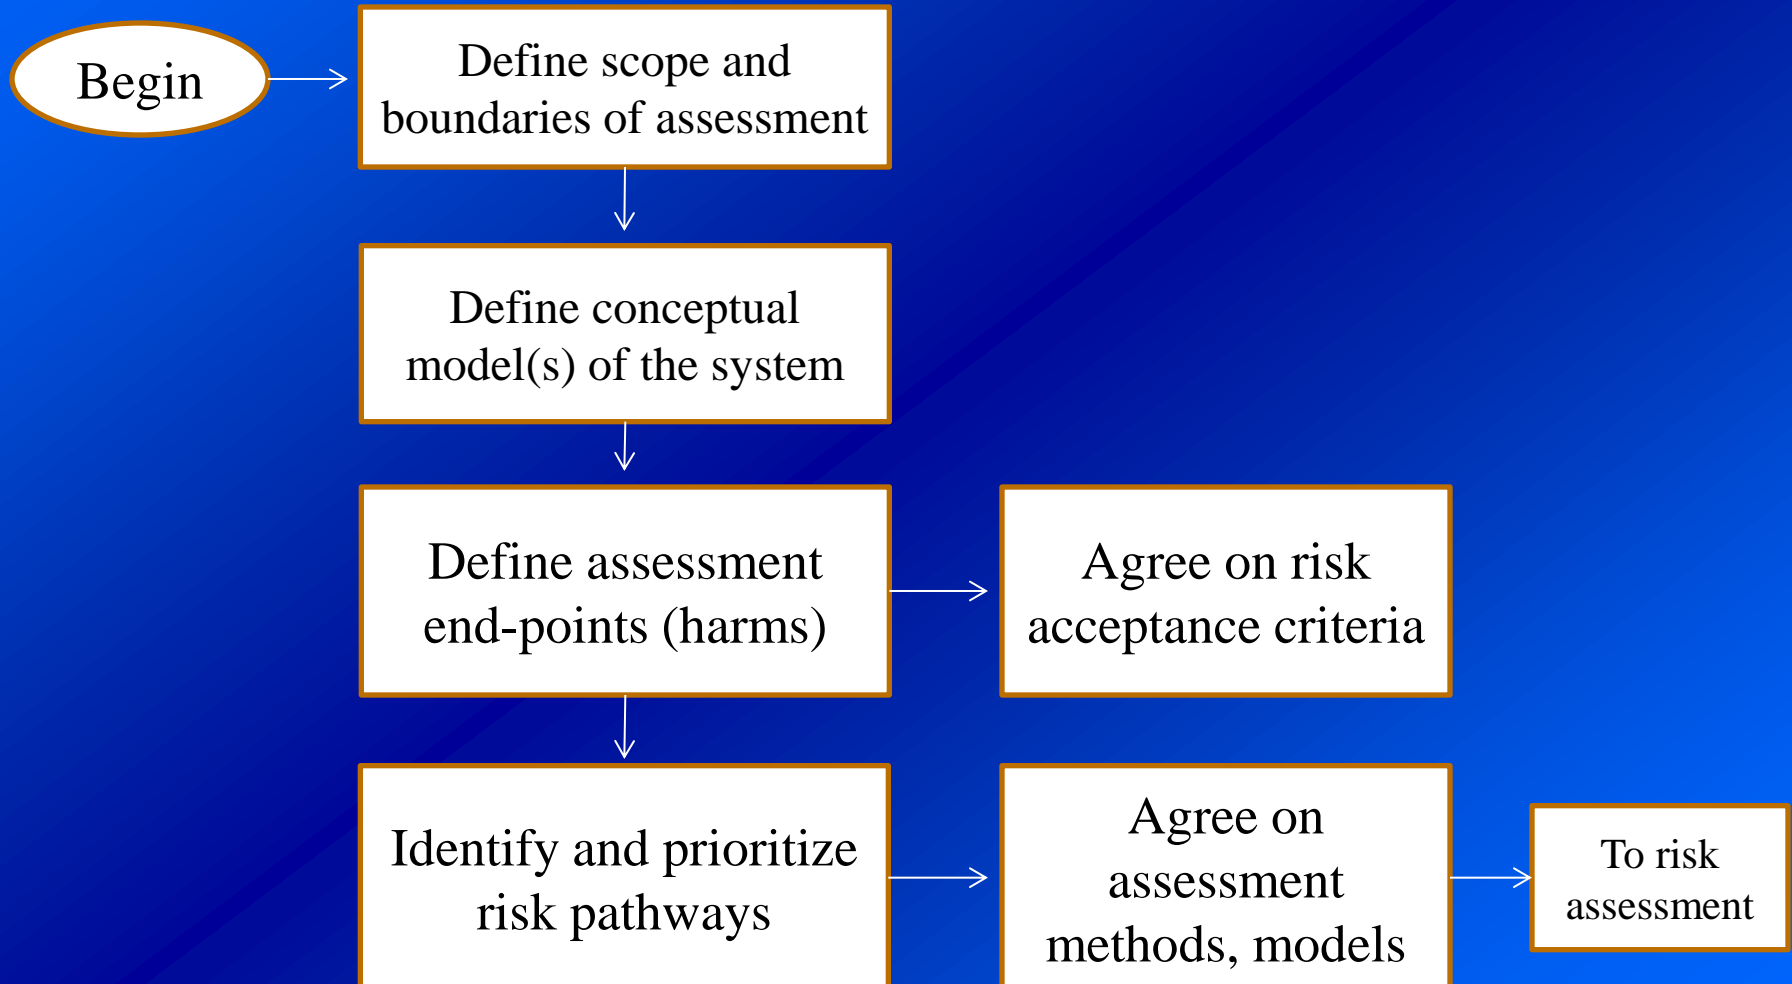 Begin
Define scope and
boundaries of assessment
Define conceptual
model(s) of the system
Define assessment
end-points (harms)
Agree on risk
acceptance criteria
Identify and prioritize
risk pathways
Agree on
assessment
methods, models
To risk
assessment